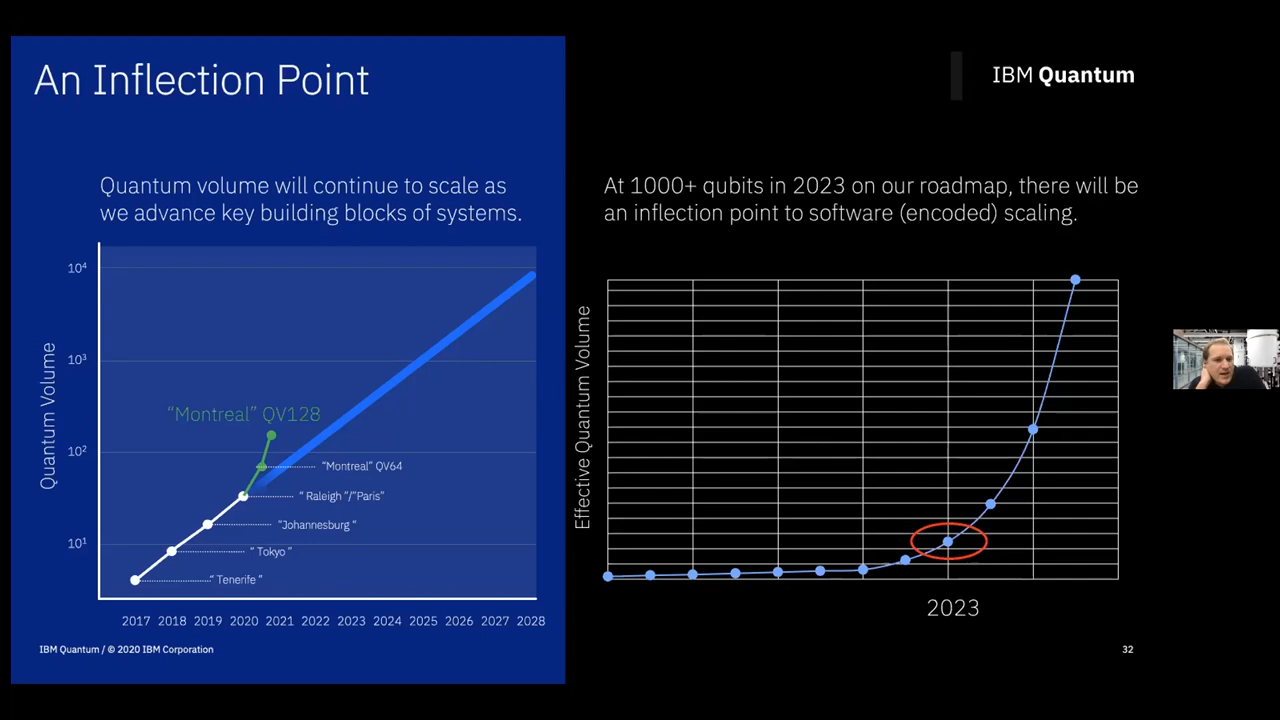 An Inflection Point
IBM Quantum
Quantum volume will continue to scale as
we advance key building blocks of systems.
Quantum Volume
10⁴
10³
10²
10¹
"Montreal" QV128
"Montreal" QV64
" Raleigh "/"Paris"
"Johannesburg "
" Tokyo "
" Tenerife "
2017 2018 2019 2020 2021 2022 2023 2024 2025 2026 2027 2028
IBM Quantum / © 2020 IBM Corporation
At 1000+ qubits in 2023 on our roadmap, there will be
an inflection point to software (encoded) scaling.
Effective Quantum Volume
2023
32